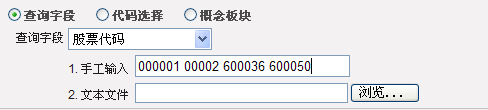 查询字段 代码选择 概念板块
查询字段 股票代码
1. 手工输入 000001 00002 600036 600050
2. 文本文件 浏览...